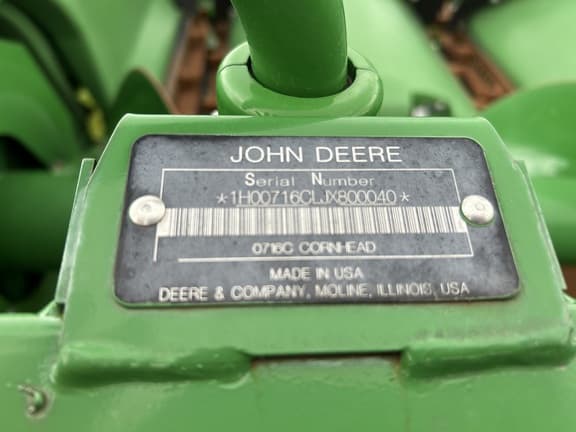 JOHN DEERE
Serial Number
*1H00716CLJX800040*
0716C CORNHEAD
MADE IN USA
DEERE & COMPANY, MOLINE, ILLINOIS, USA